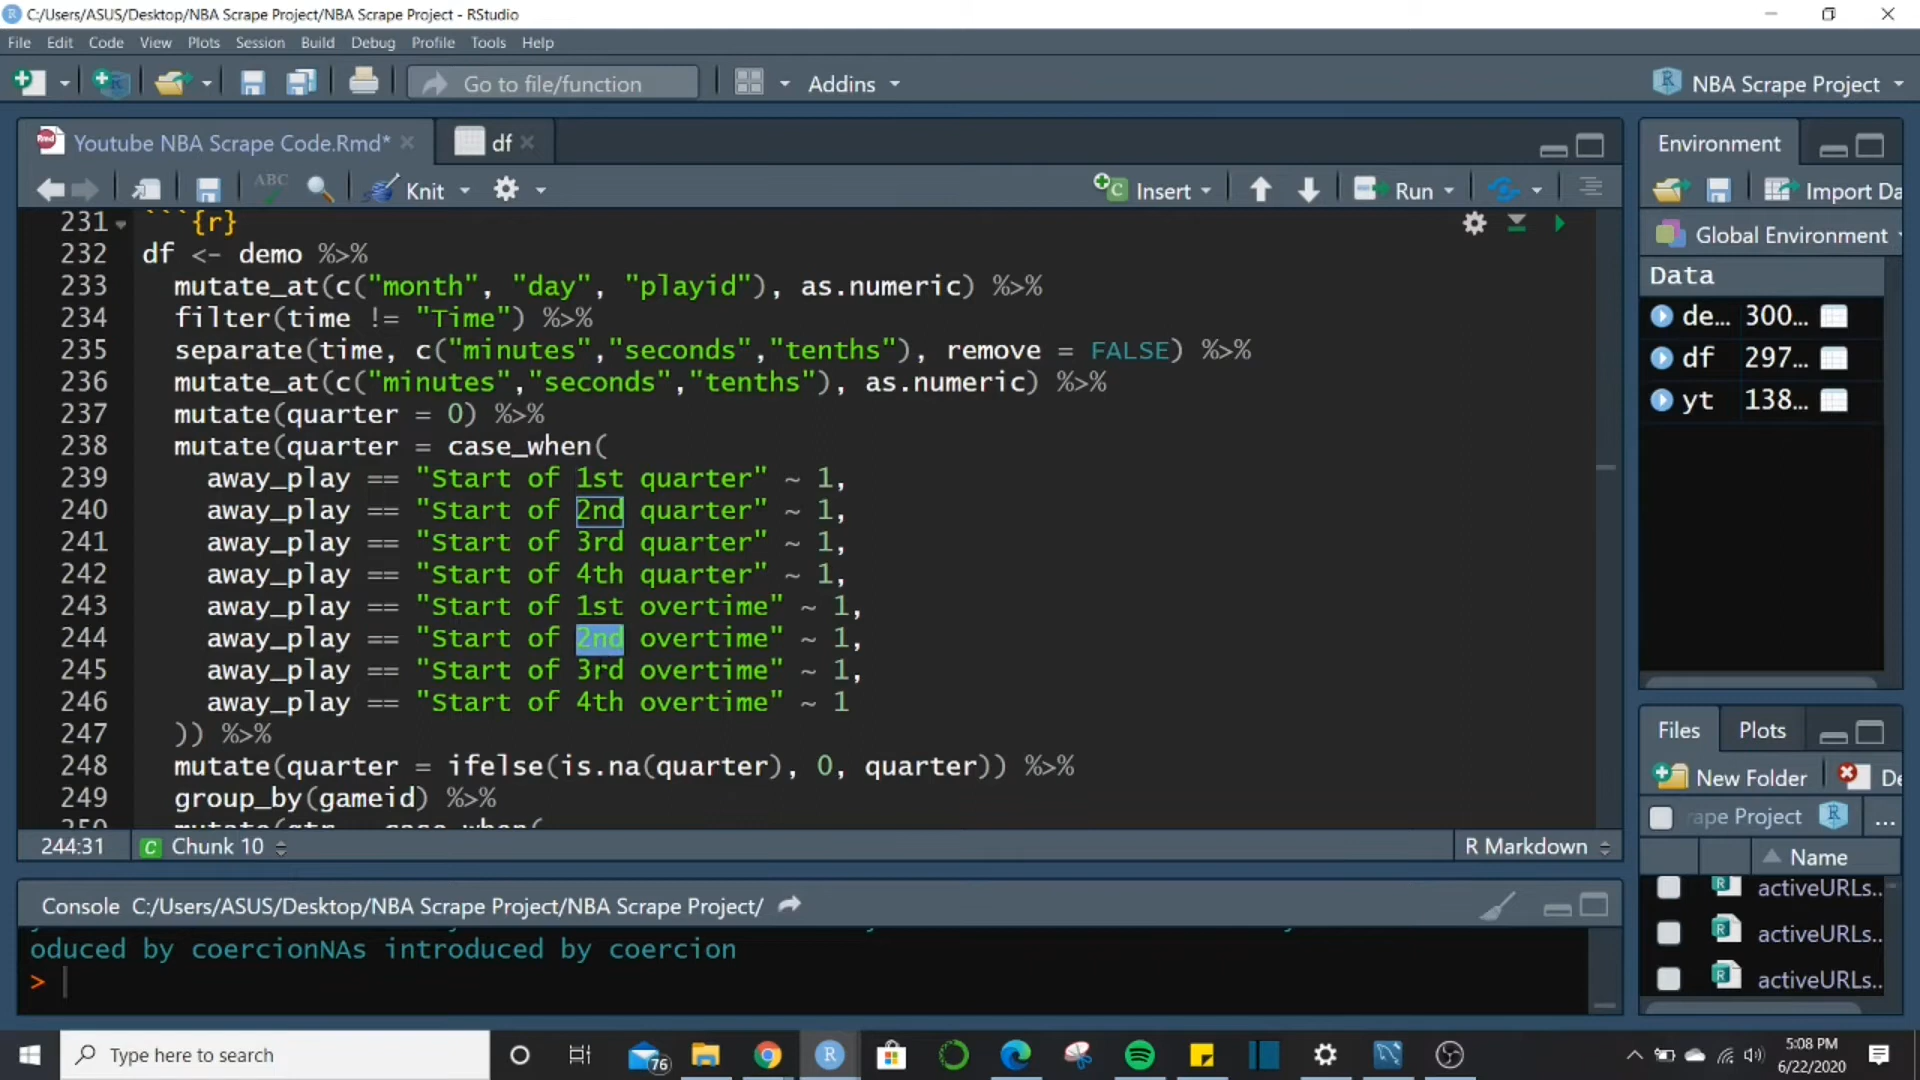 C:/Users/ASUS/Desktop/NBA Scrape Project/NBA Scrape Project - RStudio
File Edit Code View Plots Session Build Debug Profile Tools Help
Go to file/function Addins NBA Scrape Project
Youtube NBA Scrape Code.Rmd* df
ABC Knit Insert Run
231 ```{r}
232 df <- demo %>%
233 mutate_at(c("month", "day", "playid"), as.numeric) %>%
234 filter(time != "Time") %>%
235 separate(time, c("minutes","seconds","tenths"), remove = FALSE) %>%
236 mutate_at(c("minutes","seconds","tenths"), as.numeric) %>%
237 mutate(quarter = 0) %>%
238 mutate(quarter = case_when(
239 away_play == "Start of 1st quarter" ~ 1,
240 away_play == "Start of 2nd quarter" ~ 1,
241 away_play == "Start of 3rd quarter" ~ 1,
242 away_play == "Start of 4th quarter" ~ 1,
243 away_play == "Start of 1st overtime" ~ 1,
244 away_play == "Start of 2nd overtime" ~ 1,
245 away_play == "Start of 3rd overtime" ~ 1,
246 away_play == "Start of 4th overtime" ~ 1
247 )) %>%
248 mutate(quarter = ifelse(is.na(quarter), 0, quarter)) %>%
249 group_by(gameid) %>%
250 mutate(qtr = case_when(
244:31 Chunk 10 R Markdown
Console C:/Users/ASUS/Desktop/NBA Scrape Project/NBA Scrape Project/
oduced by coercionNAs introduced by coercion
>
Environment
Import Da
Global Environment
Data
de... 300...
df 297...
yt 138...
Files Plots
New Folder De
rape Project ...
Name
activeURLs..
activeURLs..
activeURLs..
Type here to search
76
5:08 PM
6/22/2020